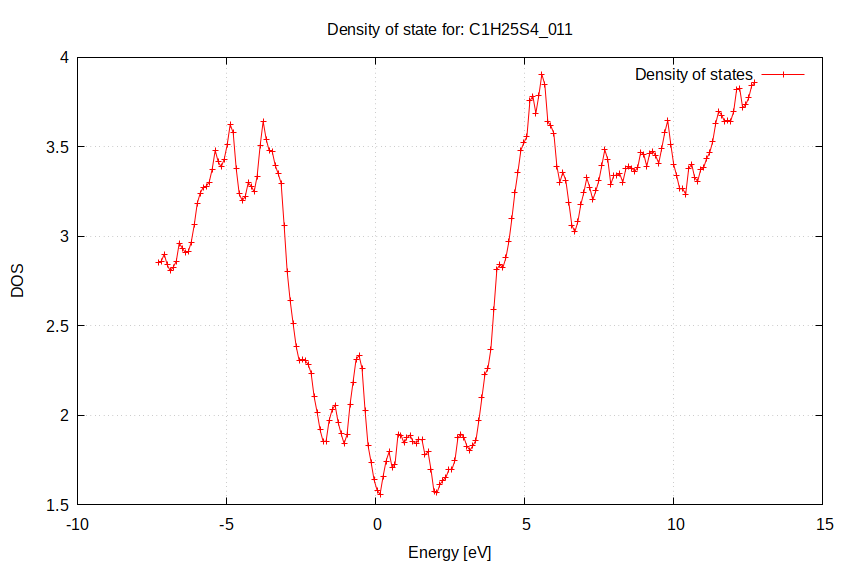 Density of state for: C1H25S4_011
Density of states
4
3.5
3
2.5
2
1.5
DOS
-10 -5 0 5 10 15
Energy [eV]